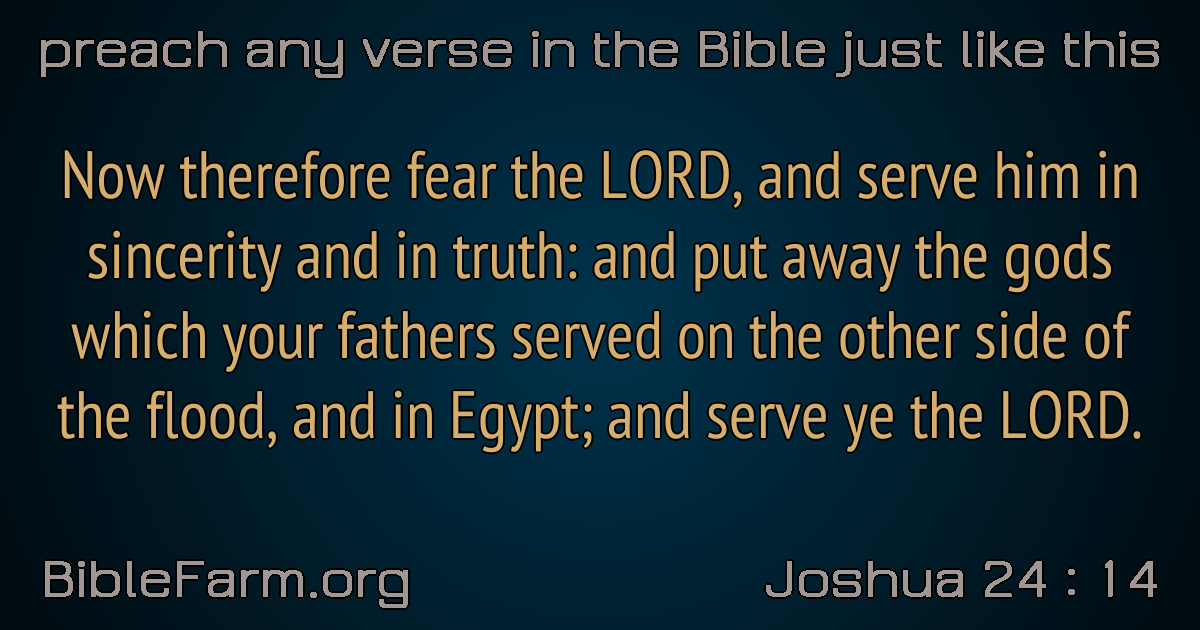 preach any verse in the Bible just like this
Now therefore fear the LORD, and serve him in
sincerity and in truth: and put away the gods
which your fathers served on the other side of
the flood, and in Egypt; and serve ye the LORD.
BibleFarm.org
Joshua 24 : 14